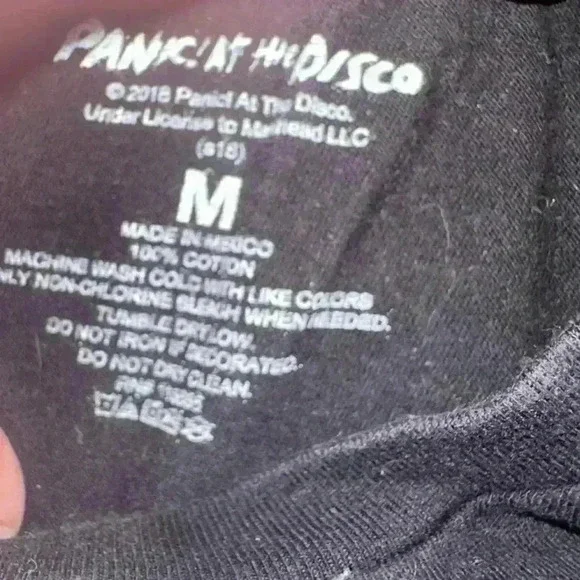 PANIC! AT THE DISCO
© 2018 Panic! At The Disco.
Under License to Manhead LLC
(s18)
M
MADE IN MEXICO
100% COTTON
MACHINE WASH COLD WITH LIKE COLORS
ONLY NON-CHLORINE BLEACH WHEN NEEDED.
TUMBLE DRY LOW.
DO NOT IRON IF DECORATED.
DO NOT DRY CLEAN.